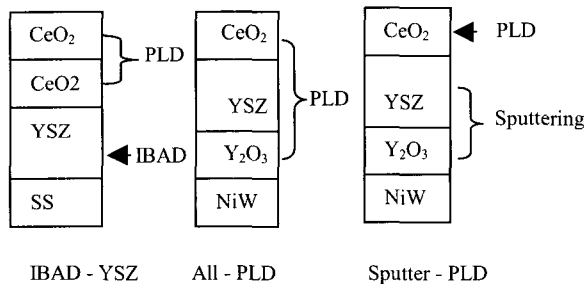 CeO₂
CeO2
PLD
YSZ
IBAD
SS
IBAD - YSZ
CeO₂
YSZ
PLD
Y₂O₃
NiW
All - PLD
CeO₂
PLD
YSZ
Sputtering
Y₂O₃
NiW
Sputter - PLD